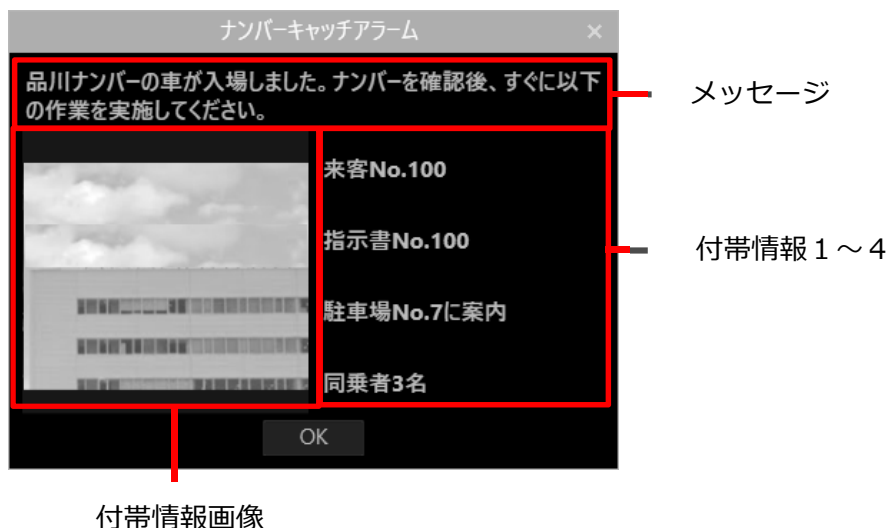 ナンバーキャッチアラーム
×
品川ナンバーの車が入場しました。ナンバーを確認後、すぐに以下
の作業を実施してください。
メッセージ
来客No.100
指示書No.100
付帯情報１～４
駐車場No.7に案内
同乗者3名
OK
付帯情報画像